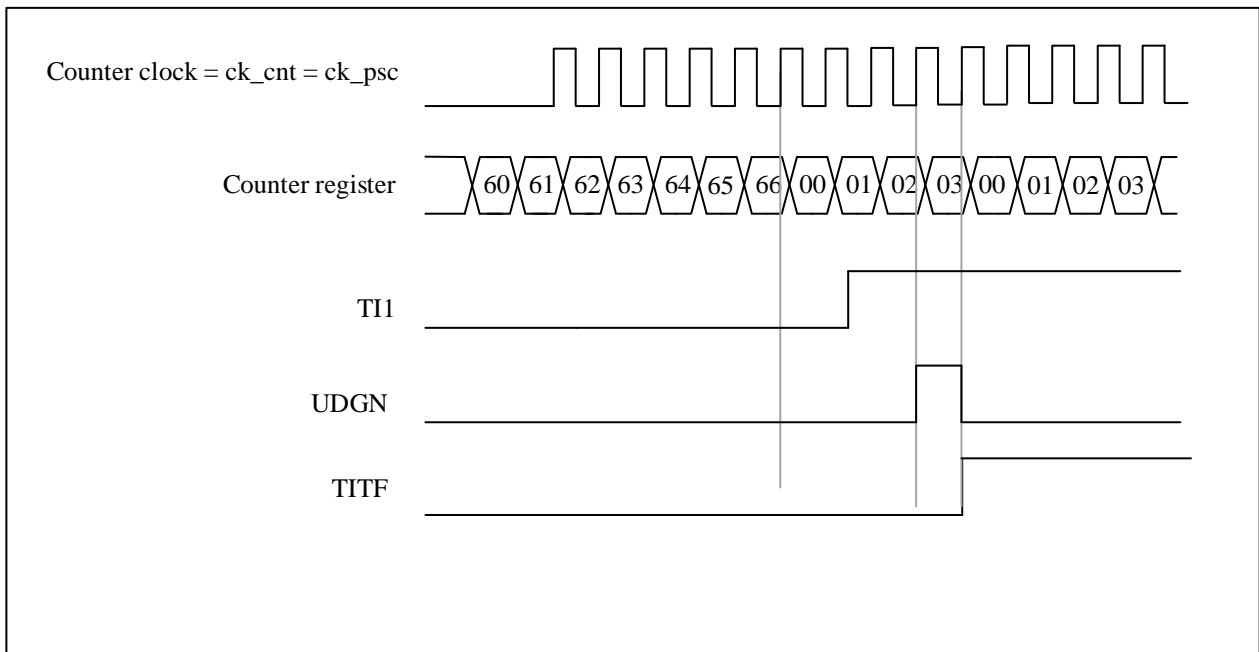 Counter clock = ck_cnt = ck_psc
Counter register 60 61 62 63 64 65 66 00 01 02 03 00 01 02 03
TI1
UDGN
TITF